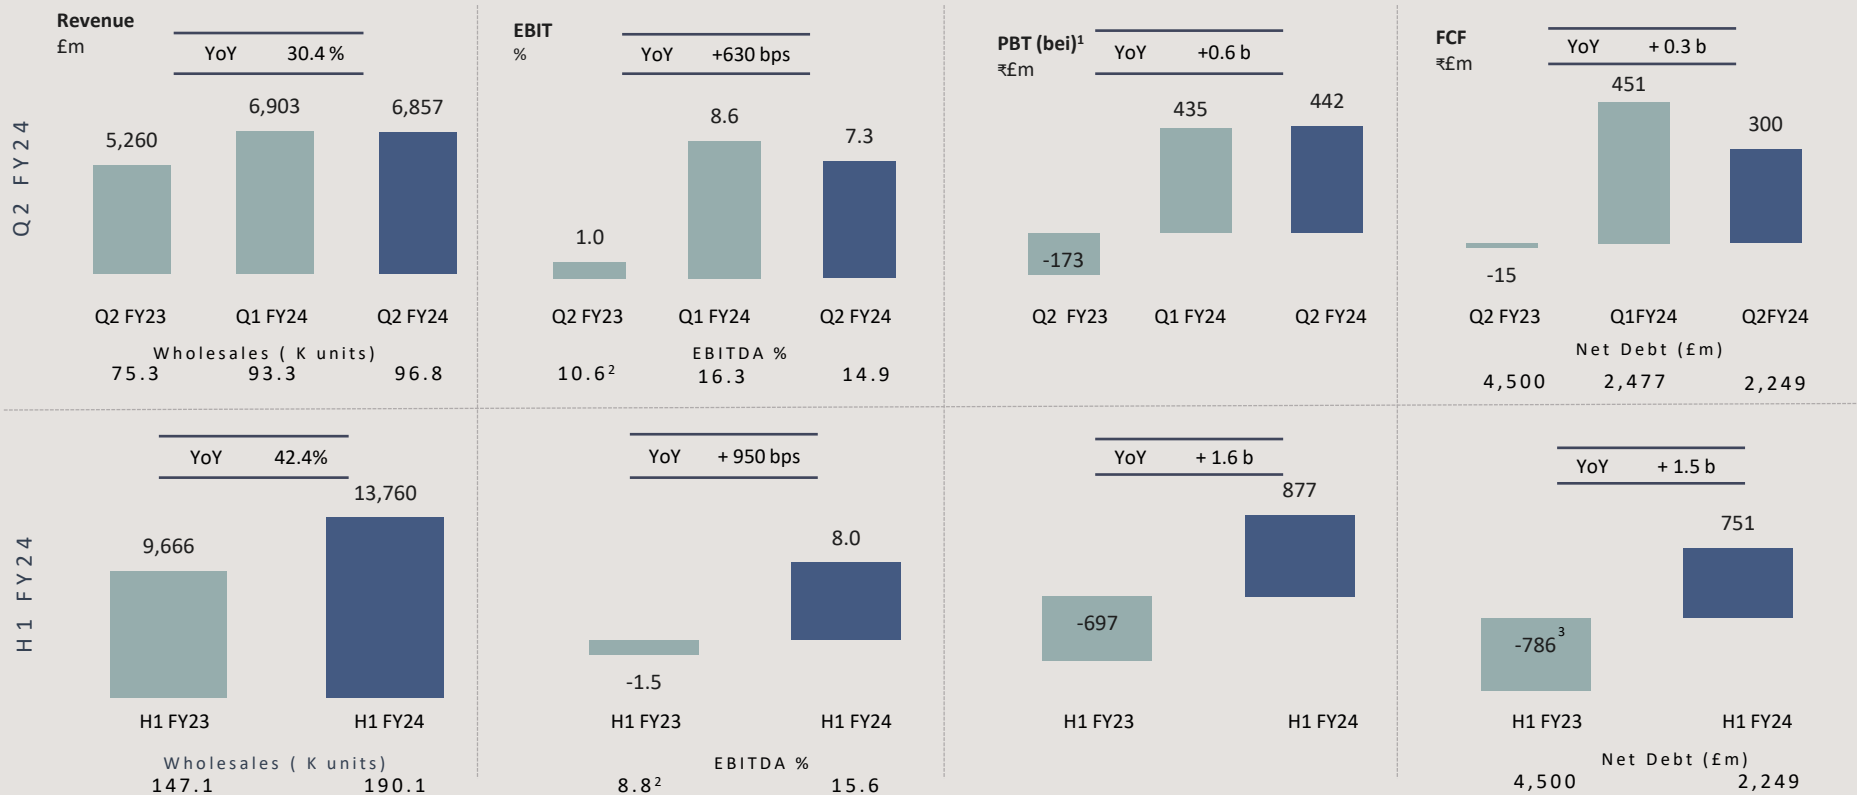 Q2 FY24
Revenue
£m
YoY 30.4 %
5,260 6,903 6,857
Q2 FY23 Q1 FY24 Q2 FY24
Wholesales ( K units)
75.3 93.3 96.8
EBIT
%
YoY +630 bps
1.0 8.6 7.3
Q2 FY23 Q1 FY24 Q2 FY24
EBITDA %
10.6² 16.3 14.9
PBT (bei)¹
₹£m
YoY +0.6 b
-173 435 442
Q2 FY23 Q1 FY24 Q2 FY24
FCF
₹£m
YoY + 0.3 b
-15 451 300
Q2 FY23 Q1FY24 Q2FY24
Net Debt (£m)
4,500 2,477 2,249
H1 FY24
YoY 42.4%
9,666 13,760
H1 FY23 H1 FY24
Wholesales ( K units)
147.1 190.1
YoY + 950 bps
-1.5 8.0
H1 FY23 H1 FY24
EBITDA %
8.8² 15.6
YoY + 1.6 b
-697 877
H1 FY23 H1 FY24
YoY + 1.5 b
-786³ 751
H1 FY23 H1 FY24
Net Debt (£m)
4,500 2,249